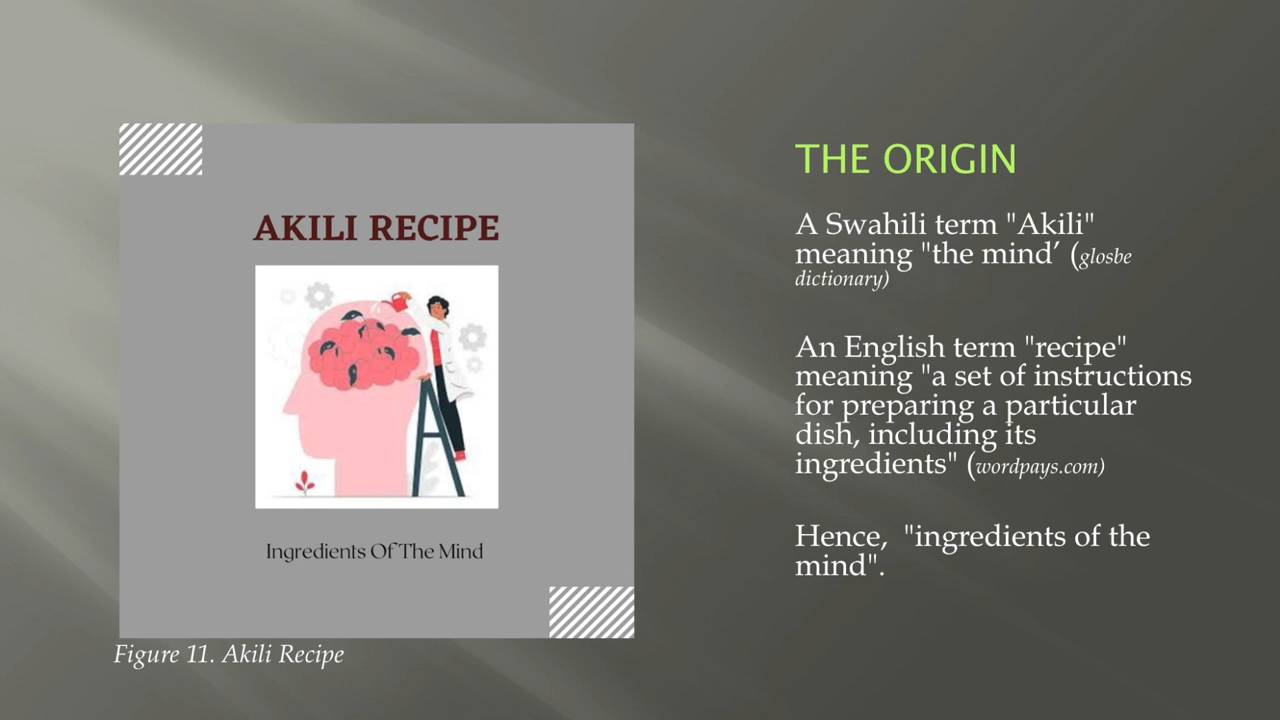 AKILI RECIPE
Ingredients Of The Mind
Figure 11. Akili Recipe
THE ORIGIN
A Swahili term "Akili"
meaning "the mind’ (glosbe
dictionary)
An English term "recipe"
meaning "a set of instructions
for preparing a particular
dish, including its
ingredients" (wordpays.com)
Hence,  "ingredients of the
mind".